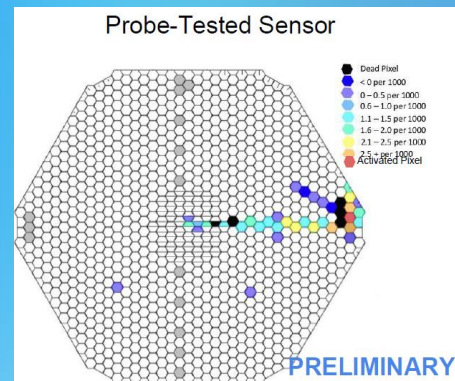 Probe-Tested Sensor
Dead Pixel
< 0 per 1000
0 – 0.5 per 1000
0.6 – 1.0 per 1000
1.1 – 1.5 per 1000
1.6 – 2.0 per 1000
2.1 – 2.5 per 1000
2.5 + per 1000
Activated Pixel
PRELIMINARY